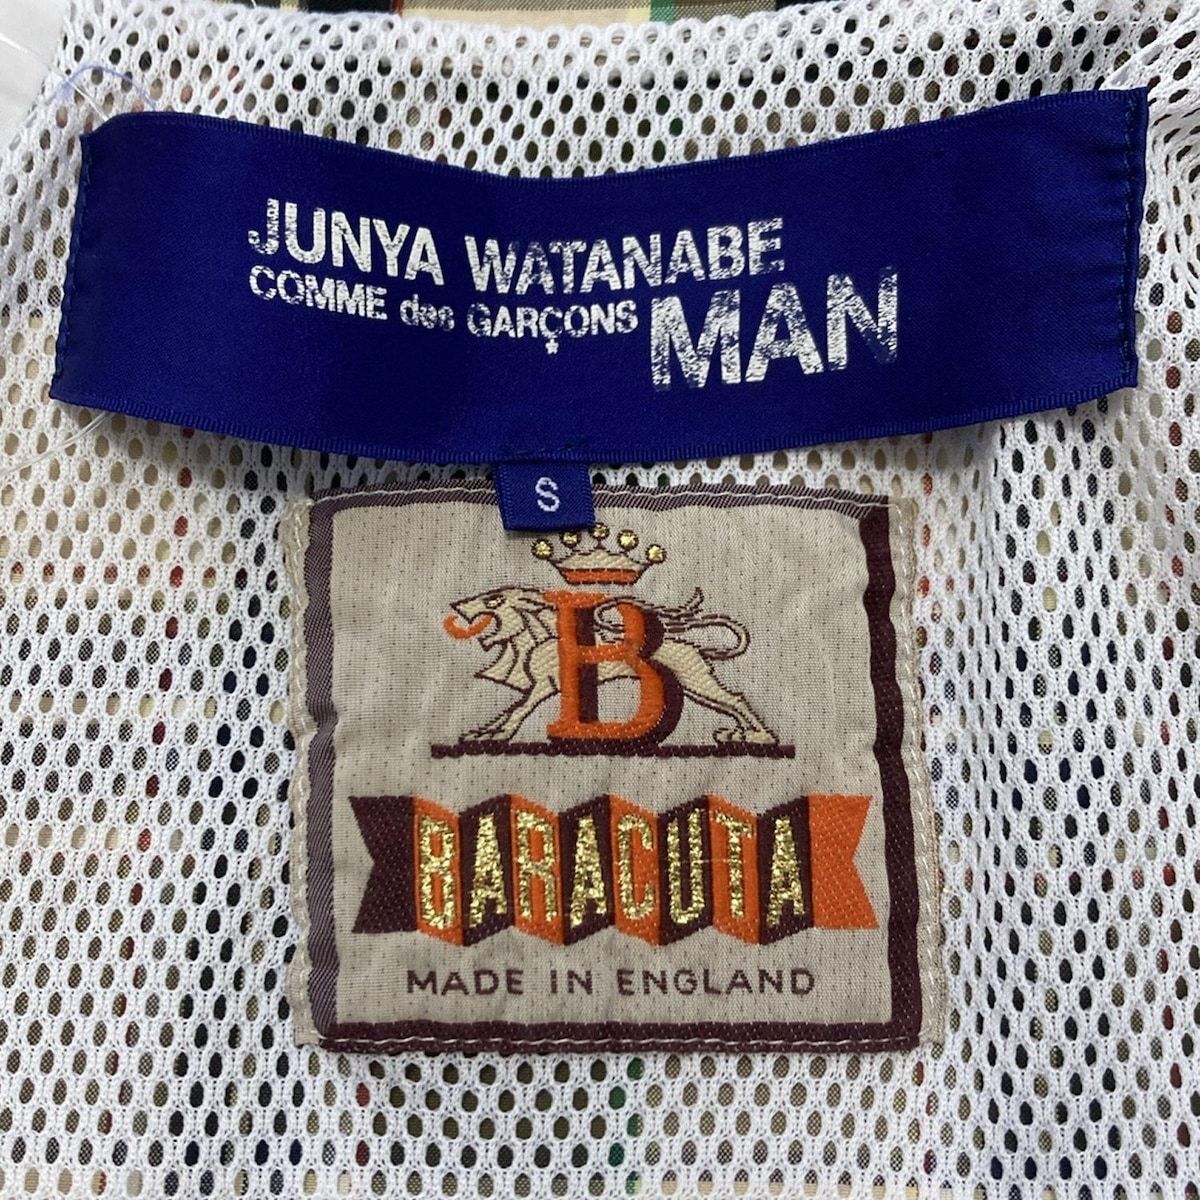 JUNYA WATANABE
COMME des GARÇONS MAN
S
B
BARACUTA
MADE IN ENGLAND